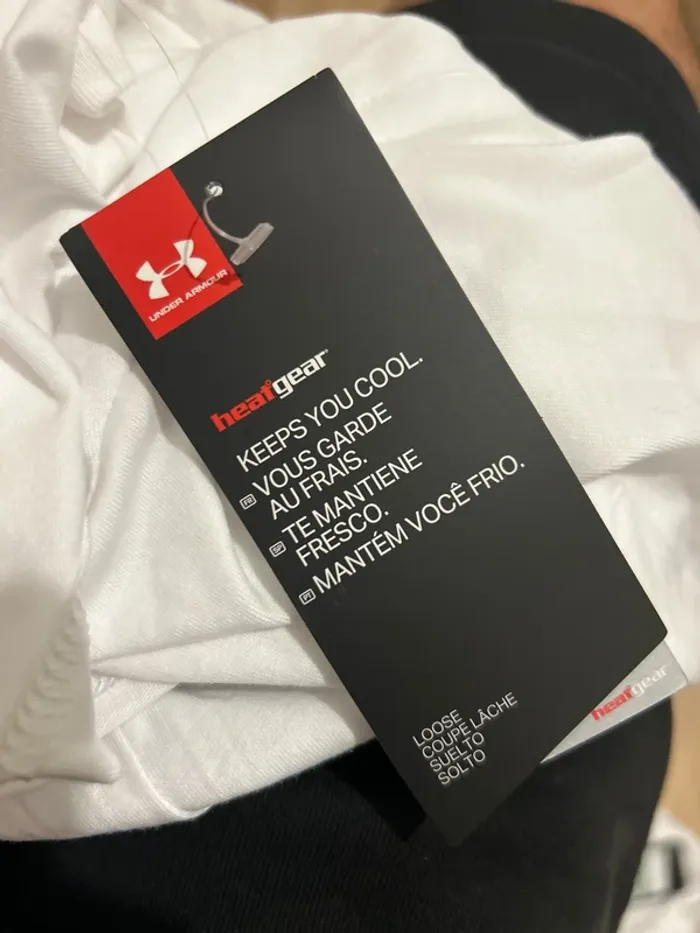 UNDER ARMOUR
heatgear®
KEEPS YOU COOL.
FR VOUS GARDE
AU FRAIS.
SP TE MANTIENE
FRESCO.
PT MANTÉM VOCÊ FRIO.
LOOSE
COUPE LÂCHE
SUELTO
SOLTO
heatgear